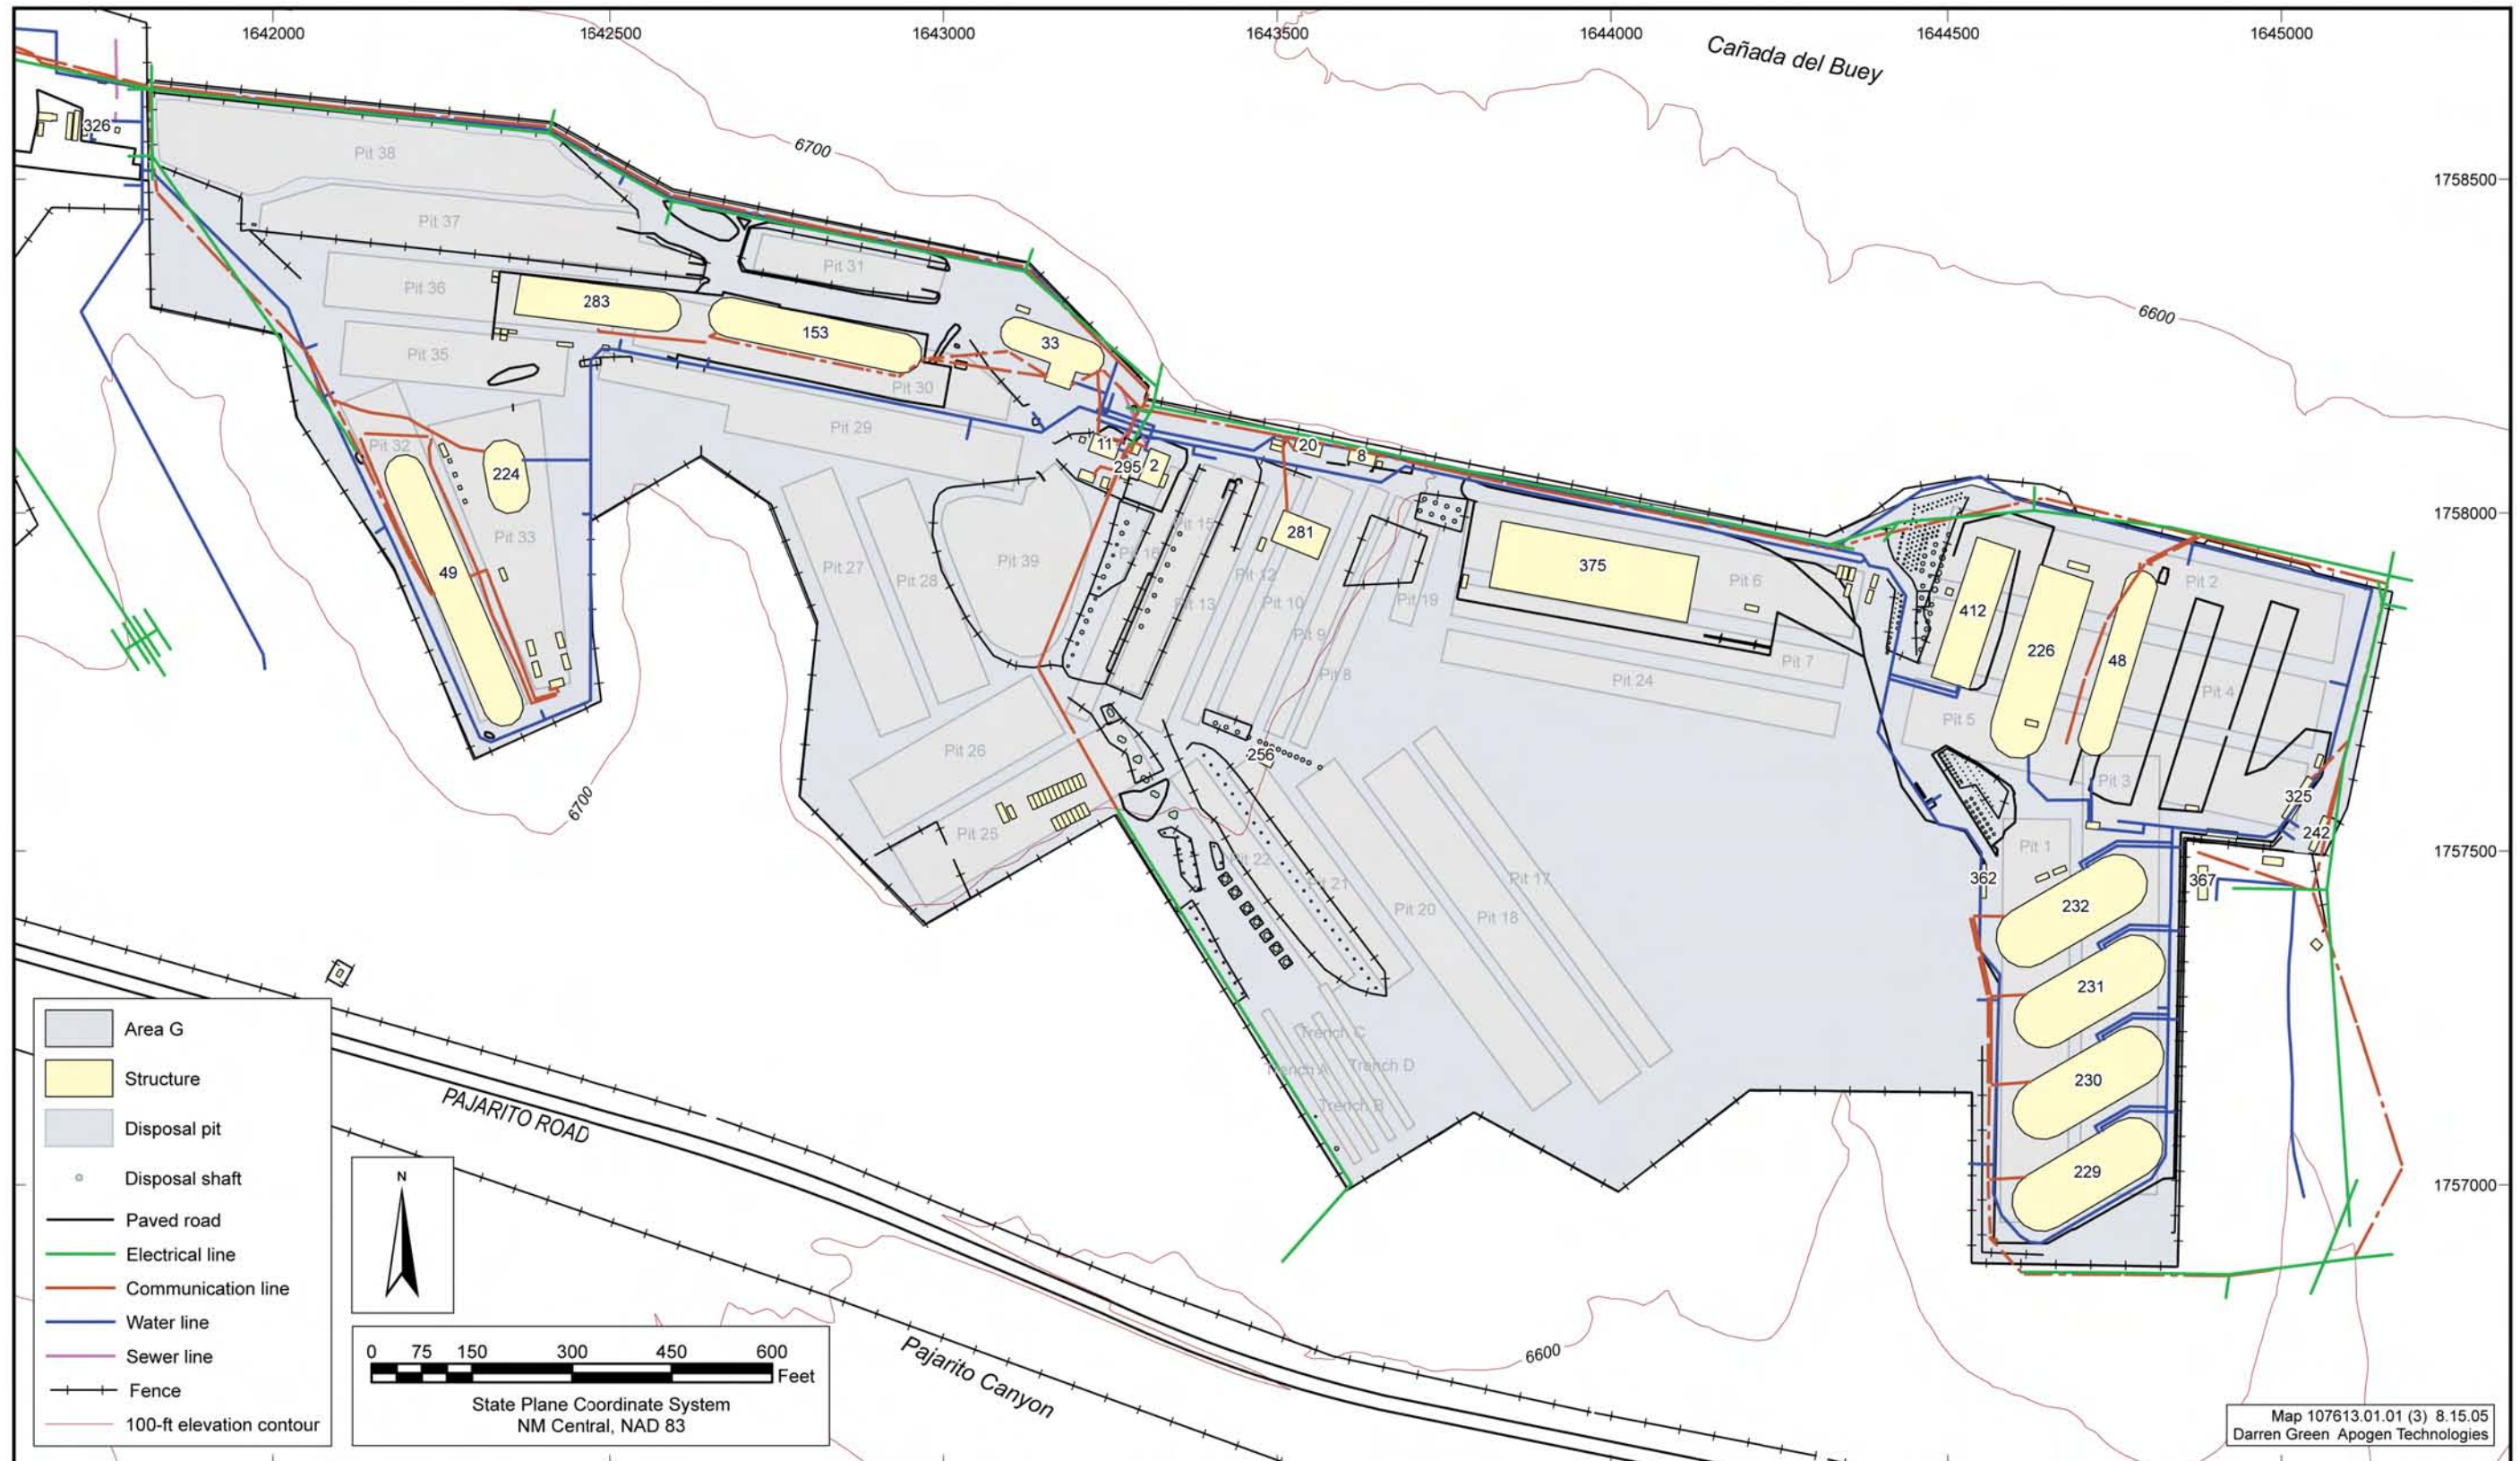 1642000
1642500
1643000
1643500
1644000
1644500
1645000
Cañada del Buey
326
6700
Pit 38
1758500
Pit 37
Pit 31
Pit 36
283
153
33
6600
Pit 35
Pit 30
Pit 29
Pit 32
11
20
8
295
2
224
1758000
Pit 15
281
Pit 33
Pit 16
Pit 39
375
Pit 27
Pit 28
49
Pit 12
Pit 6
Pit 2
Pit 13
Pit 10
Pit 19
412
Pit 9
226
48
Pit 7
Pit 8
Pit 24
Pit 4
Pit 5
Pit 26
256
Pit 3
6700
325
Pit 25
242
Pit 1
1757500
Pit 22
362
367
Pit 21
Pit 17
232
Pit 20
Pit 18
231
Trench C
Trench D
Trench A
230
Trench B
229
1757000
PAJARITO ROAD
Pajarito Canyon
6600
Area G
Structure
Disposal pit
Disposal shaft
Paved road
Electrical line
Communication line
Water line
Sewer line
Fence
100-ft elevation contour
N
0 75 150 300 450 600
Feet
State Plane Coordinate System
NM Central, NAD 83
Map 107613.01.01 (3) 8.15.05
Darren Green Apogen Technologies